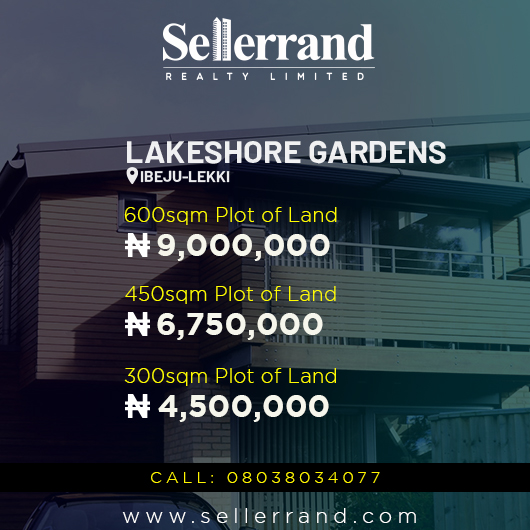 Sellerrand
REALTY LIMITED
LAKESHORE GARDENS
IBEJU-LEKKI
600sqm Plot of Land
₦ 9,000,000
450sqm Plot of Land
₦ 6,750,000
300sqm Plot of Land
₦ 4,500,000
CALL: 08038034077
www.sellerrand.com